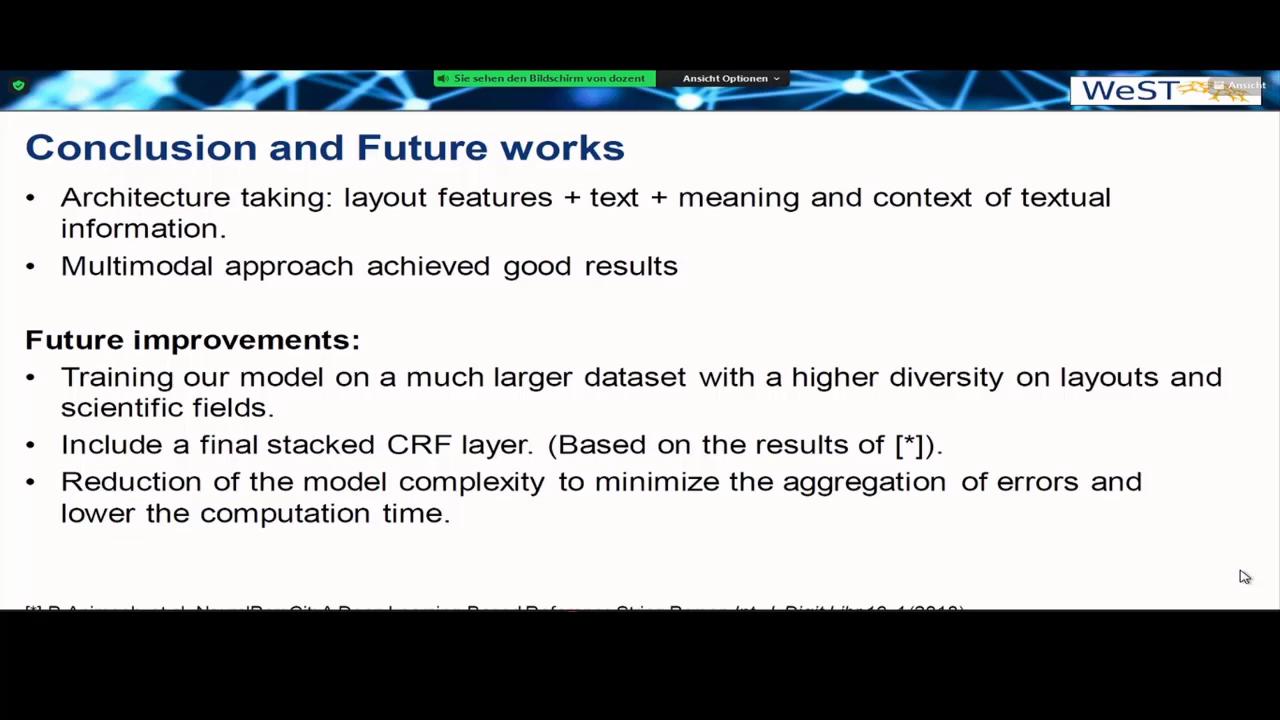 Sie sehen den Bildschirm von dozent
Ansicht Optionen
WeST
Ansicht
Conclusion and Future works
• Architecture taking: layout features + text + meaning and context of textual
information.
• Multimodal approach achieved good results
Future improvements:
• Training our model on a much larger dataset with a higher diversity on layouts and
scientific fields.
• Include a final stacked CRF layer. (Based on the results of [*]).
• Reduction of the model complexity to minimize the aggregation of errors and
lower the computation time.